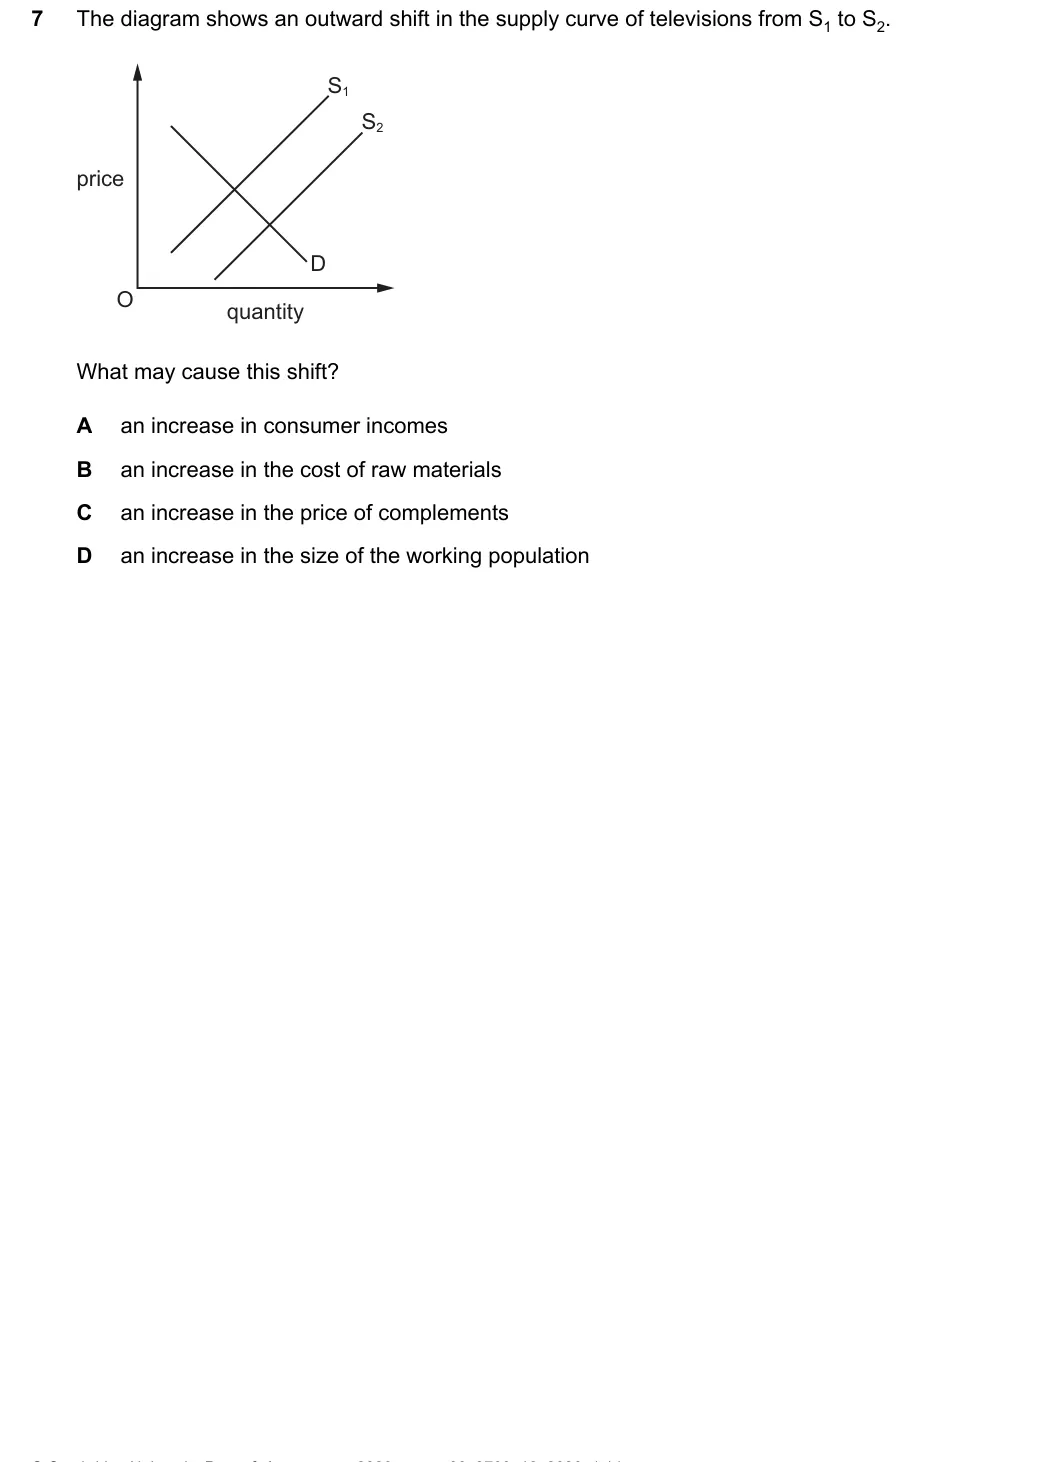 7 The diagram shows an outward shift in the supply curve of televisions from S1 to S2.
S1
S2
price
D
O
quantity
What may cause this shift?
A an increase in consumer incomes
B an increase in the cost of raw materials
C an increase in the price of complements
D an increase in the size of the working population